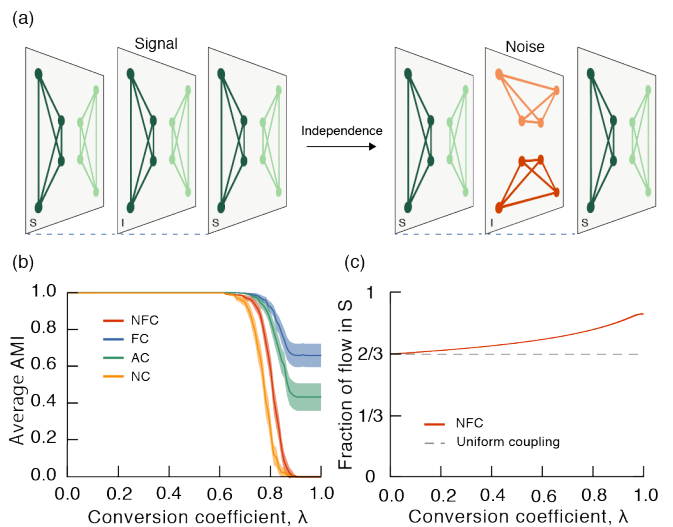 (a)
Signal
Noise
Independence
S
I
S
S
I
S
(b)
Average AMI
1.0
0.8
0.6
0.4
0.2
0.0
NFC
FC
AC
NC
0.0
0.2
0.4
0.6
0.8
1.0
Conversion coefficient, λ
(c)
Fraction of flow in S
1
2/3
1/3
0
NFC
Uniform coupling
0.0
0.2
0.4
0.6
0.8
1.0
Conversion coefficient, λ